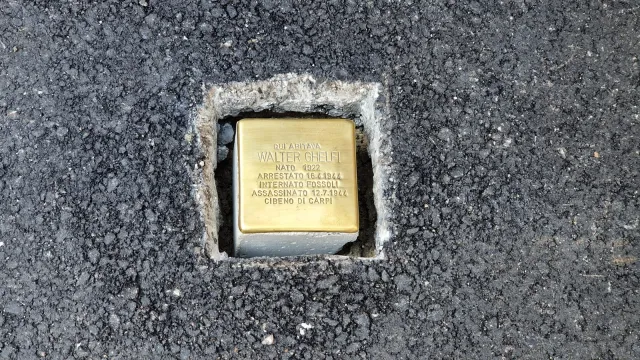 QUI ABITAVA
WALTER GHELFI
NATO 1922
ARRESTATO 16.4.1944
INTERNATO FOSSOLI
ASSASSINATO 12.7.1944
CIBENO DI CARPI